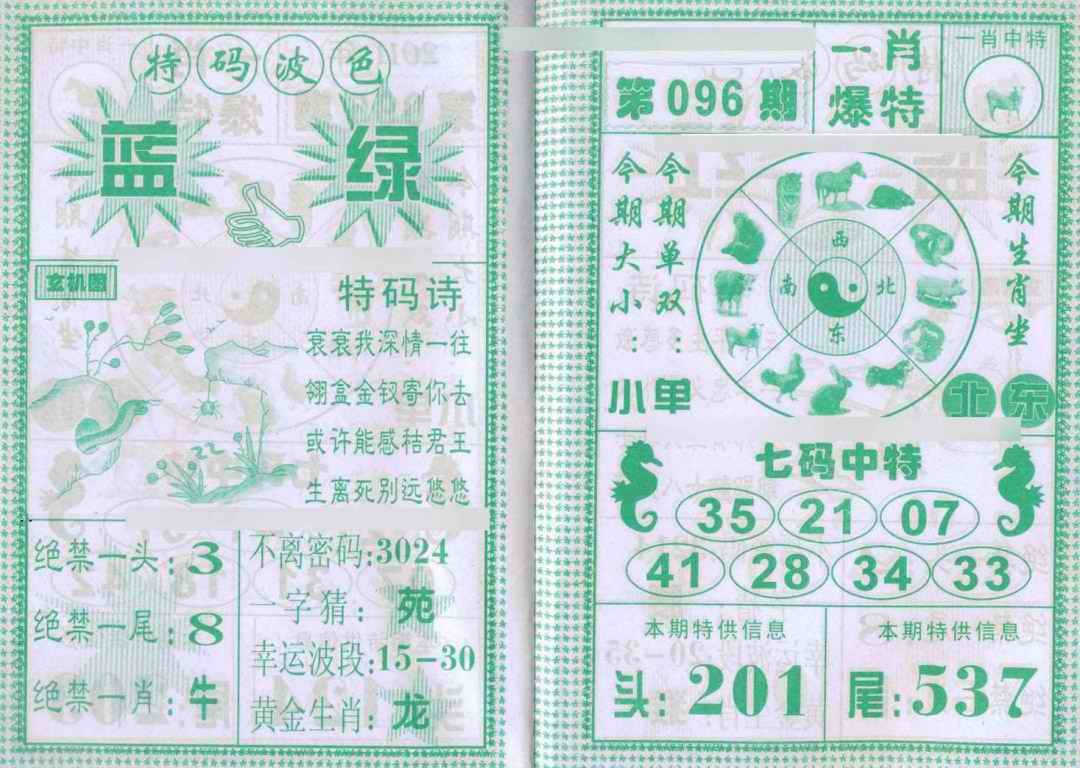 特码波色
蓝 绿
玄机图
特码诗
哀哀我深情一往
翎盒金钗寄你去
或许能感秸君王
生离死别远悠悠
绝禁一头:3
绝禁一尾:8
绝禁一肖:牛
不离密码:3024
一字猜:苑
幸运波段:15-30
黄金生肖:龙
第096期
一肖
爆特
一肖中特
今期大小:小
今期单双:单
西
南 北
东
今期生肖坐
北东
七码中特
35 21 07
41 28 34 33
本期特供信息
头:201
本期特供信息
尾:537